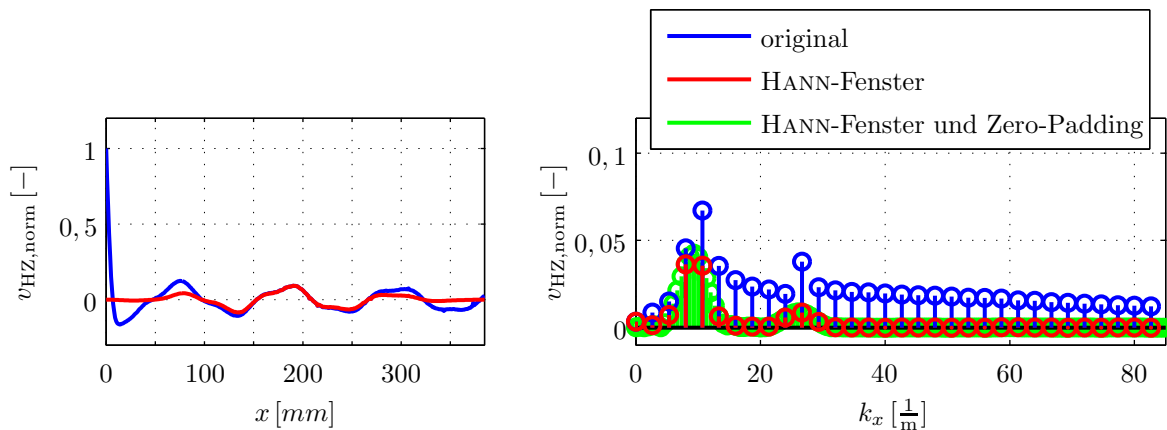 original
HANN-Fenster
HANN-Fenster und Zero-Padding
1
0,5
0
v_HZ,norm [−]
0 100 200 300
x [mm]
0,1
0,05
0
v_HZ,norm [−]
0 20 40 60 80
k_x [1/m]